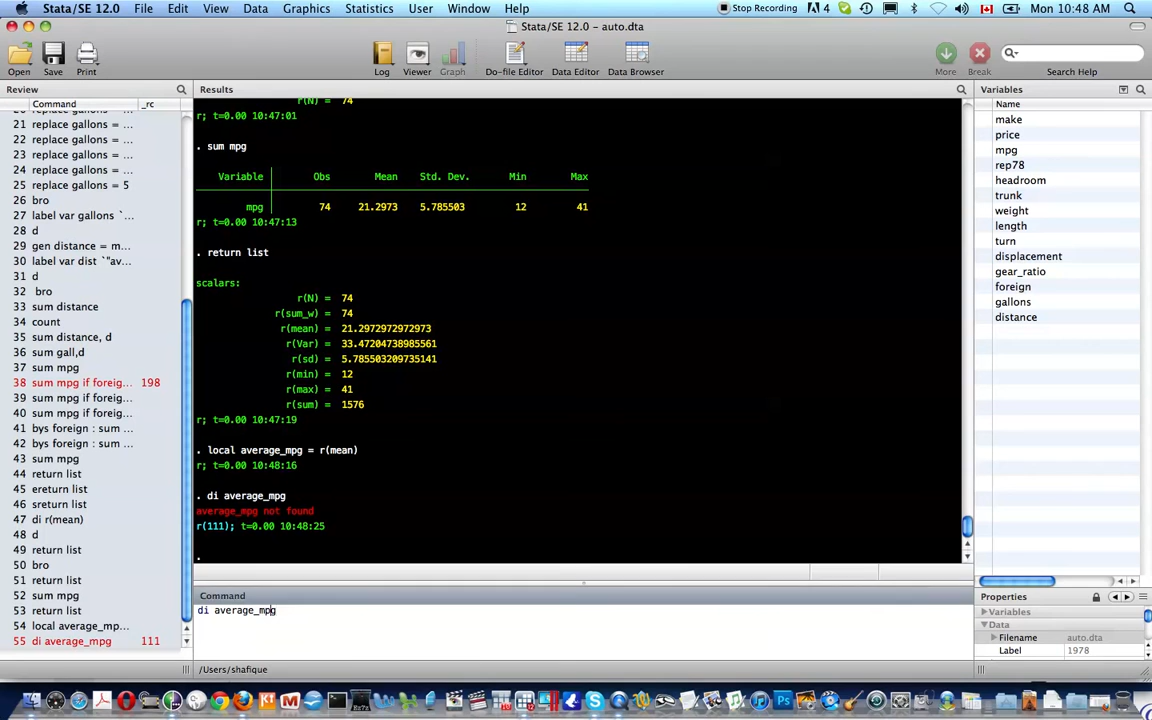 Stata/SE 12.0 File Edit View Data Graphics Statistics User Window Help Stop Recording 4 Mon 10:48 AM
Stata/SE 12.0 - auto.dta
Open Save Print Log Viewer Graph Do-file Editor Data Editor Data Browser More Break Search Help
Review
Command _rc
20 replace gallons = ...
21 replace gallons = ...
22 replace gallons = ...
23 replace gallons = ...
24 replace gallons = ...
25 replace gallons = 5
26 bro
27 label var gallons `...
28 d
29 gen distance = m...
30 label var dist `"av...
31 d
32 bro
33 sum distance
34 count
35 sum distance, d
36 sum gall,d
37 sum mpg
38 sum mpg if foreig... 198
39 sum mpg if foreig...
40 sum mpg if foreig...
41 bys foreign : sum ...
42 bys foreign : sum ...
43 sum mpg
44 return list
45 ereturn list
46 sreturn list
47 di r(mean)
48 d
49 return list
50 bro
51 return list
52 sum mpg
53 return list
54 local average_mp...
55 di average_mpg 111
Results
r(N) = 74
r; t=0.00 10:47:01
. sum mpg
Variable Obs Mean Std. Dev. Min Max
mpg 74 21.2973 5.785503 12 41
r; t=0.00 10:47:13
. return list
scalars:
r(N) = 74
r(sum_w) = 74
r(mean) = 21.2972972972973
r(Var) = 33.47204738985561
r(sd) = 5.785503209735141
r(min) = 12
r(max) = 41
r(sum) = 1576
r; t=0.00 10:47:19
. local average_mpg = r(mean)
r; t=0.00 10:48:16
. di average_mpg
average_mpg not found
r(111); t=0.00 10:48:25
.
Command
di average_mpg
/Users/shafique
Variables
Name
make
price
mpg
rep78
headroom
trunk
weight
length
turn
displacement
gear_ratio
foreign
gallons
distance
Properties
Variables
Data
Filename auto.dta
Label 1978